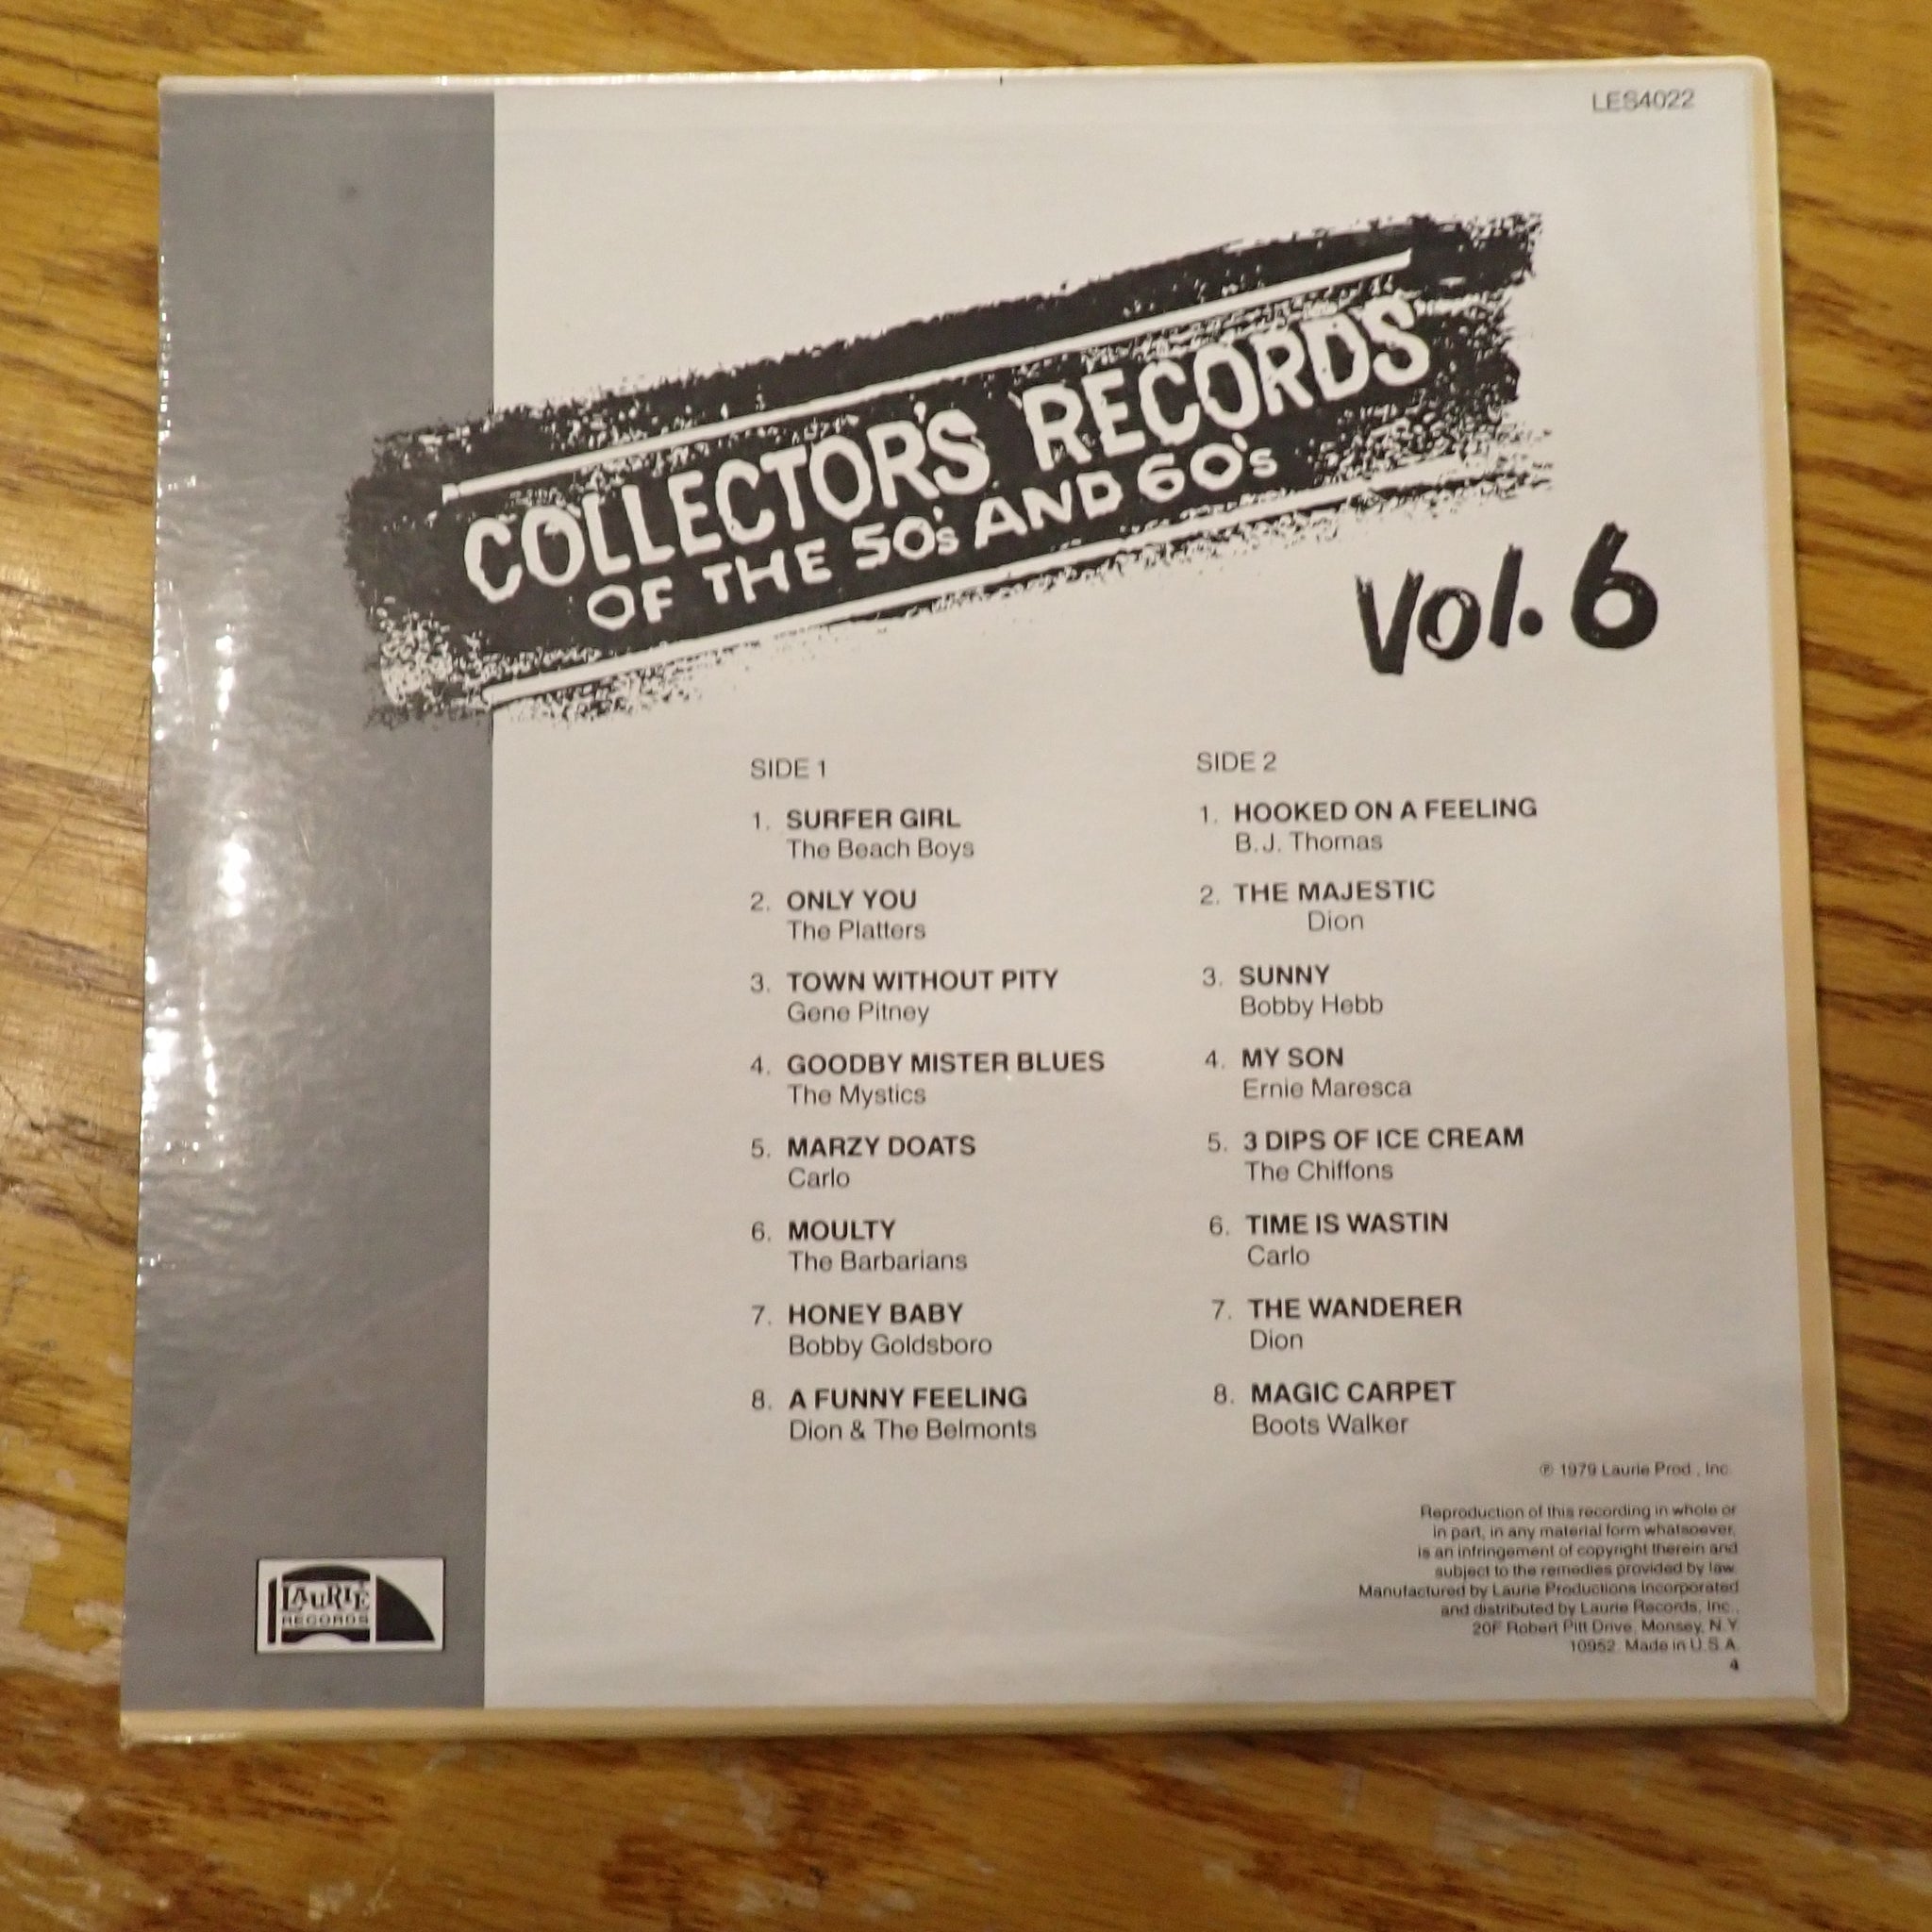 LES4022
COLLECTOR'S RECORDS
OF THE 50's AND 60's
Vol. 6
SIDE 1
1. SURFER GIRL
The Beach Boys
2. ONLY YOU
The Platters
3. TOWN WITHOUT PITY
Gene Pitney
4. GOODBY MISTER BLUES
The Mystics
5. MARZY DOATS
Carlo
6. MOULTY
The Barbarians
7. HONEY BABY
Bobby Goldsboro
8. A FUNNY FEELING
Dion & The Belmonts
SIDE 2
1. HOOKED ON A FEELING
B.J. Thomas
2. THE MAJESTIC
Dion
3. SUNNY
Bobby Hebb
4. MY SON
Ernie Maresca
5. 3 DIPS OF ICE CREAM
The Chiffons
6. TIME IS WASTIN
Carlo
7. THE WANDERER
Dion
8. MAGIC CARPET
Boots Walker
℗ 1979 Laurie Prod., Inc.
Reproduction of this recording in whole or
in part, in any material form whatsoever,
is an infringement of copyright therein and
subject to the remedies provided by law.
Manufactured by Laurie Productions Incorporated
and distributed by Laurie Records, Inc.,
20F Robert Pitt Drive, Monsey, N.Y.
10952. Made in U.S.A.
4
LAURIE
RECORDS